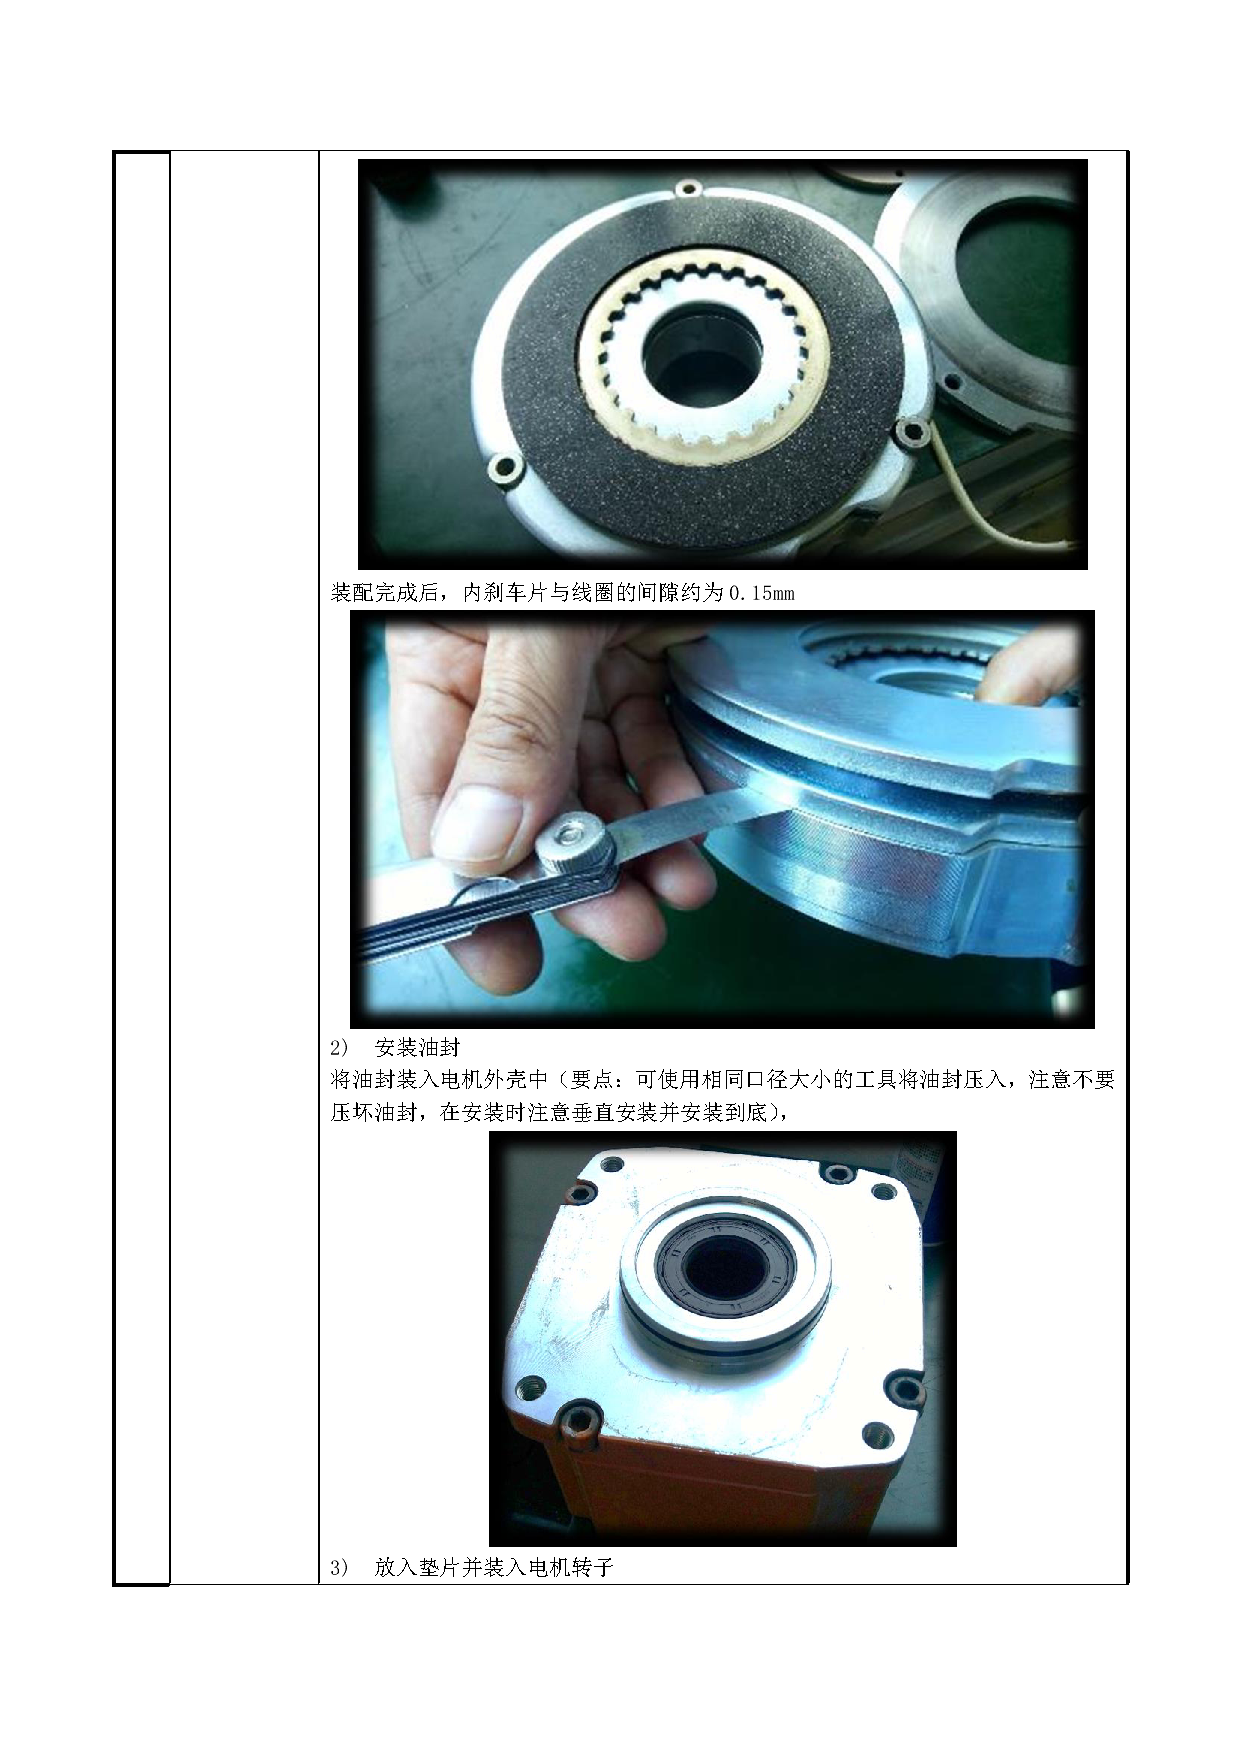 装配完成后，内刹车片与线圈的间隙约为0.15mm
2) 安装油封
将油封装入电机外壳中（要点：可使用相同口径大小的工具将油封压入，注意不要
压坏油封，在安装时注意垂直安装并安装到底），
3) 放入垫片并装入电机转子